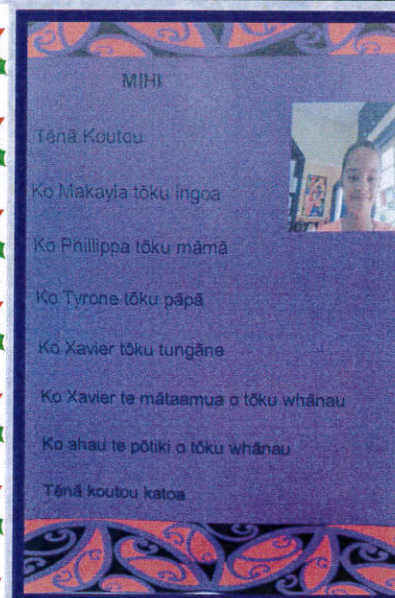 MIHI
Tēnā Koutou
Ko Makayla tōku ingoa
Ko Phillippa tōku māmā
Ko Tyrone tōku pāpā
Ko Xavier tōku tungāne
Ko Xavier te mātaamua o tōku whānau
Ko ahau te pōtiki o tōku whānau
Tēnā koutou katoa